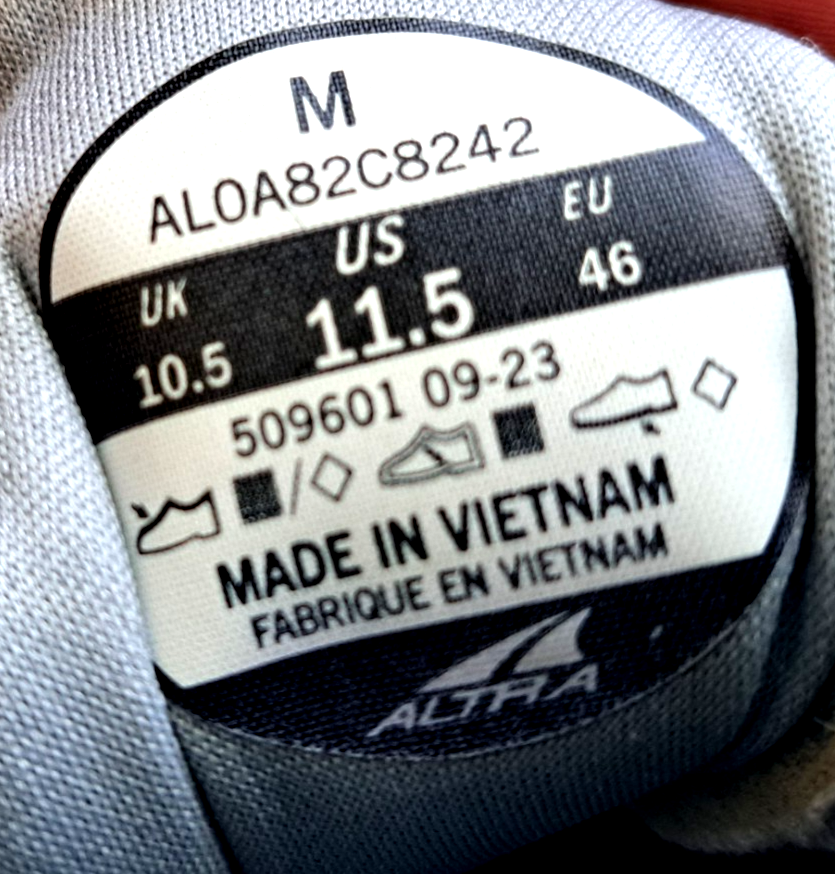 M
AL0A82C8242
UK US EU
10.5 11.5 46
509601 09-23
MADE IN VIETNAM
FABRIQUE EN VIETNAM
ALTRA